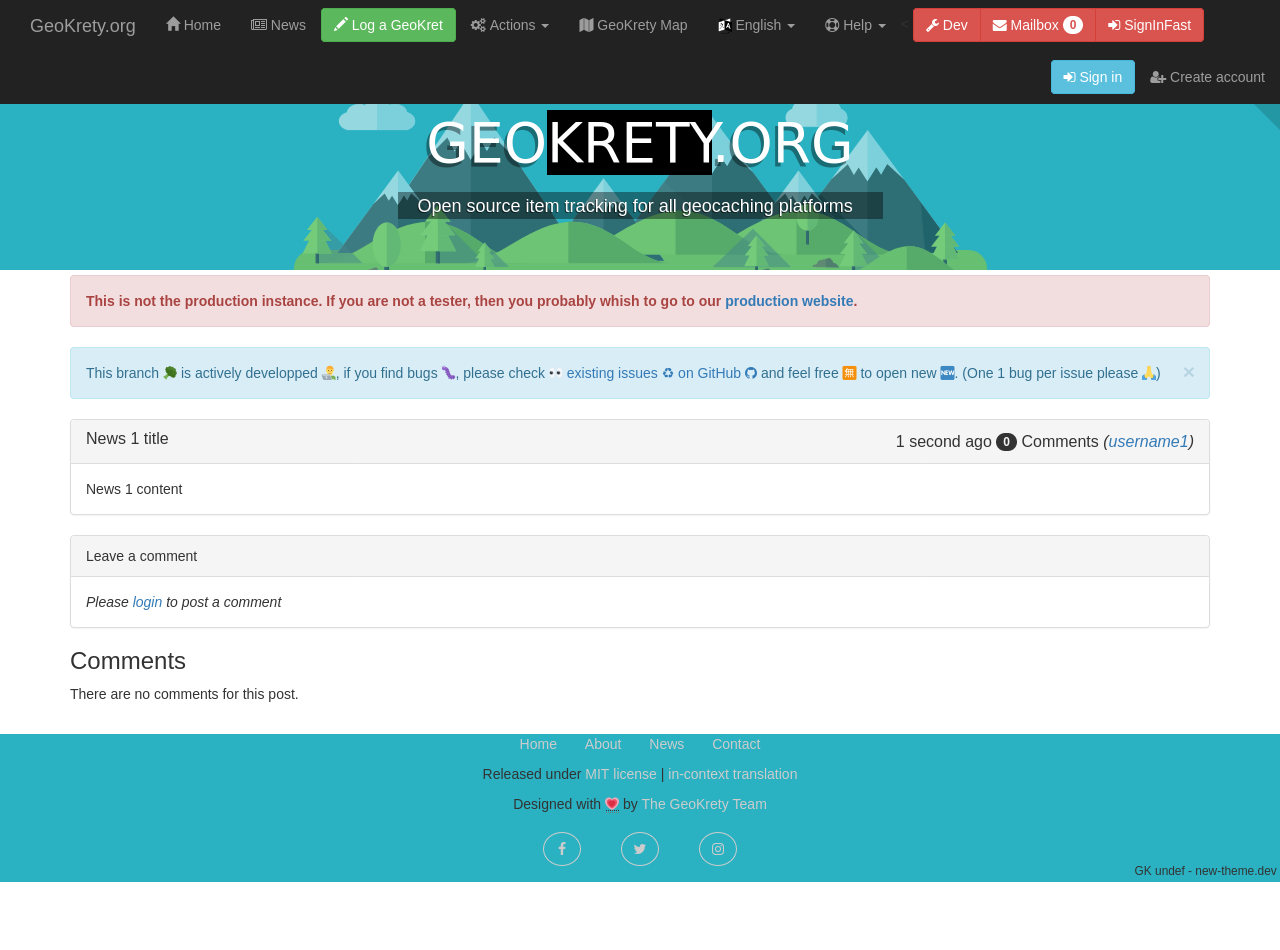 GeoKrety.org Home News Log a GeoKret Actions GeoKrety Map English Help < Dev Mailbox 0 SignInFast
Sign in Create account
GEOKRETY.ORG
Open source item tracking for all geocaching platforms
This is not the production instance. If you are not a tester, then you probably whish to go to our production website.
This branch 🌳 is actively developped 👨‍💻, if you find bugs 🐛, please check 👀 existing issues ♻ on GitHub and feel free 🈚 to open new 🆕. (One 1 bug per issue please 🙏) ×
News 1 title 1 second ago 0 Comments (username1)
News 1 content
Leave a comment
Please login to post a comment
Comments
There are no comments for this post.
Home About News Contact
Released under MIT license | in-context translation
Designed with 💗 by The GeoKrety Team
GK undef - new-theme.dev